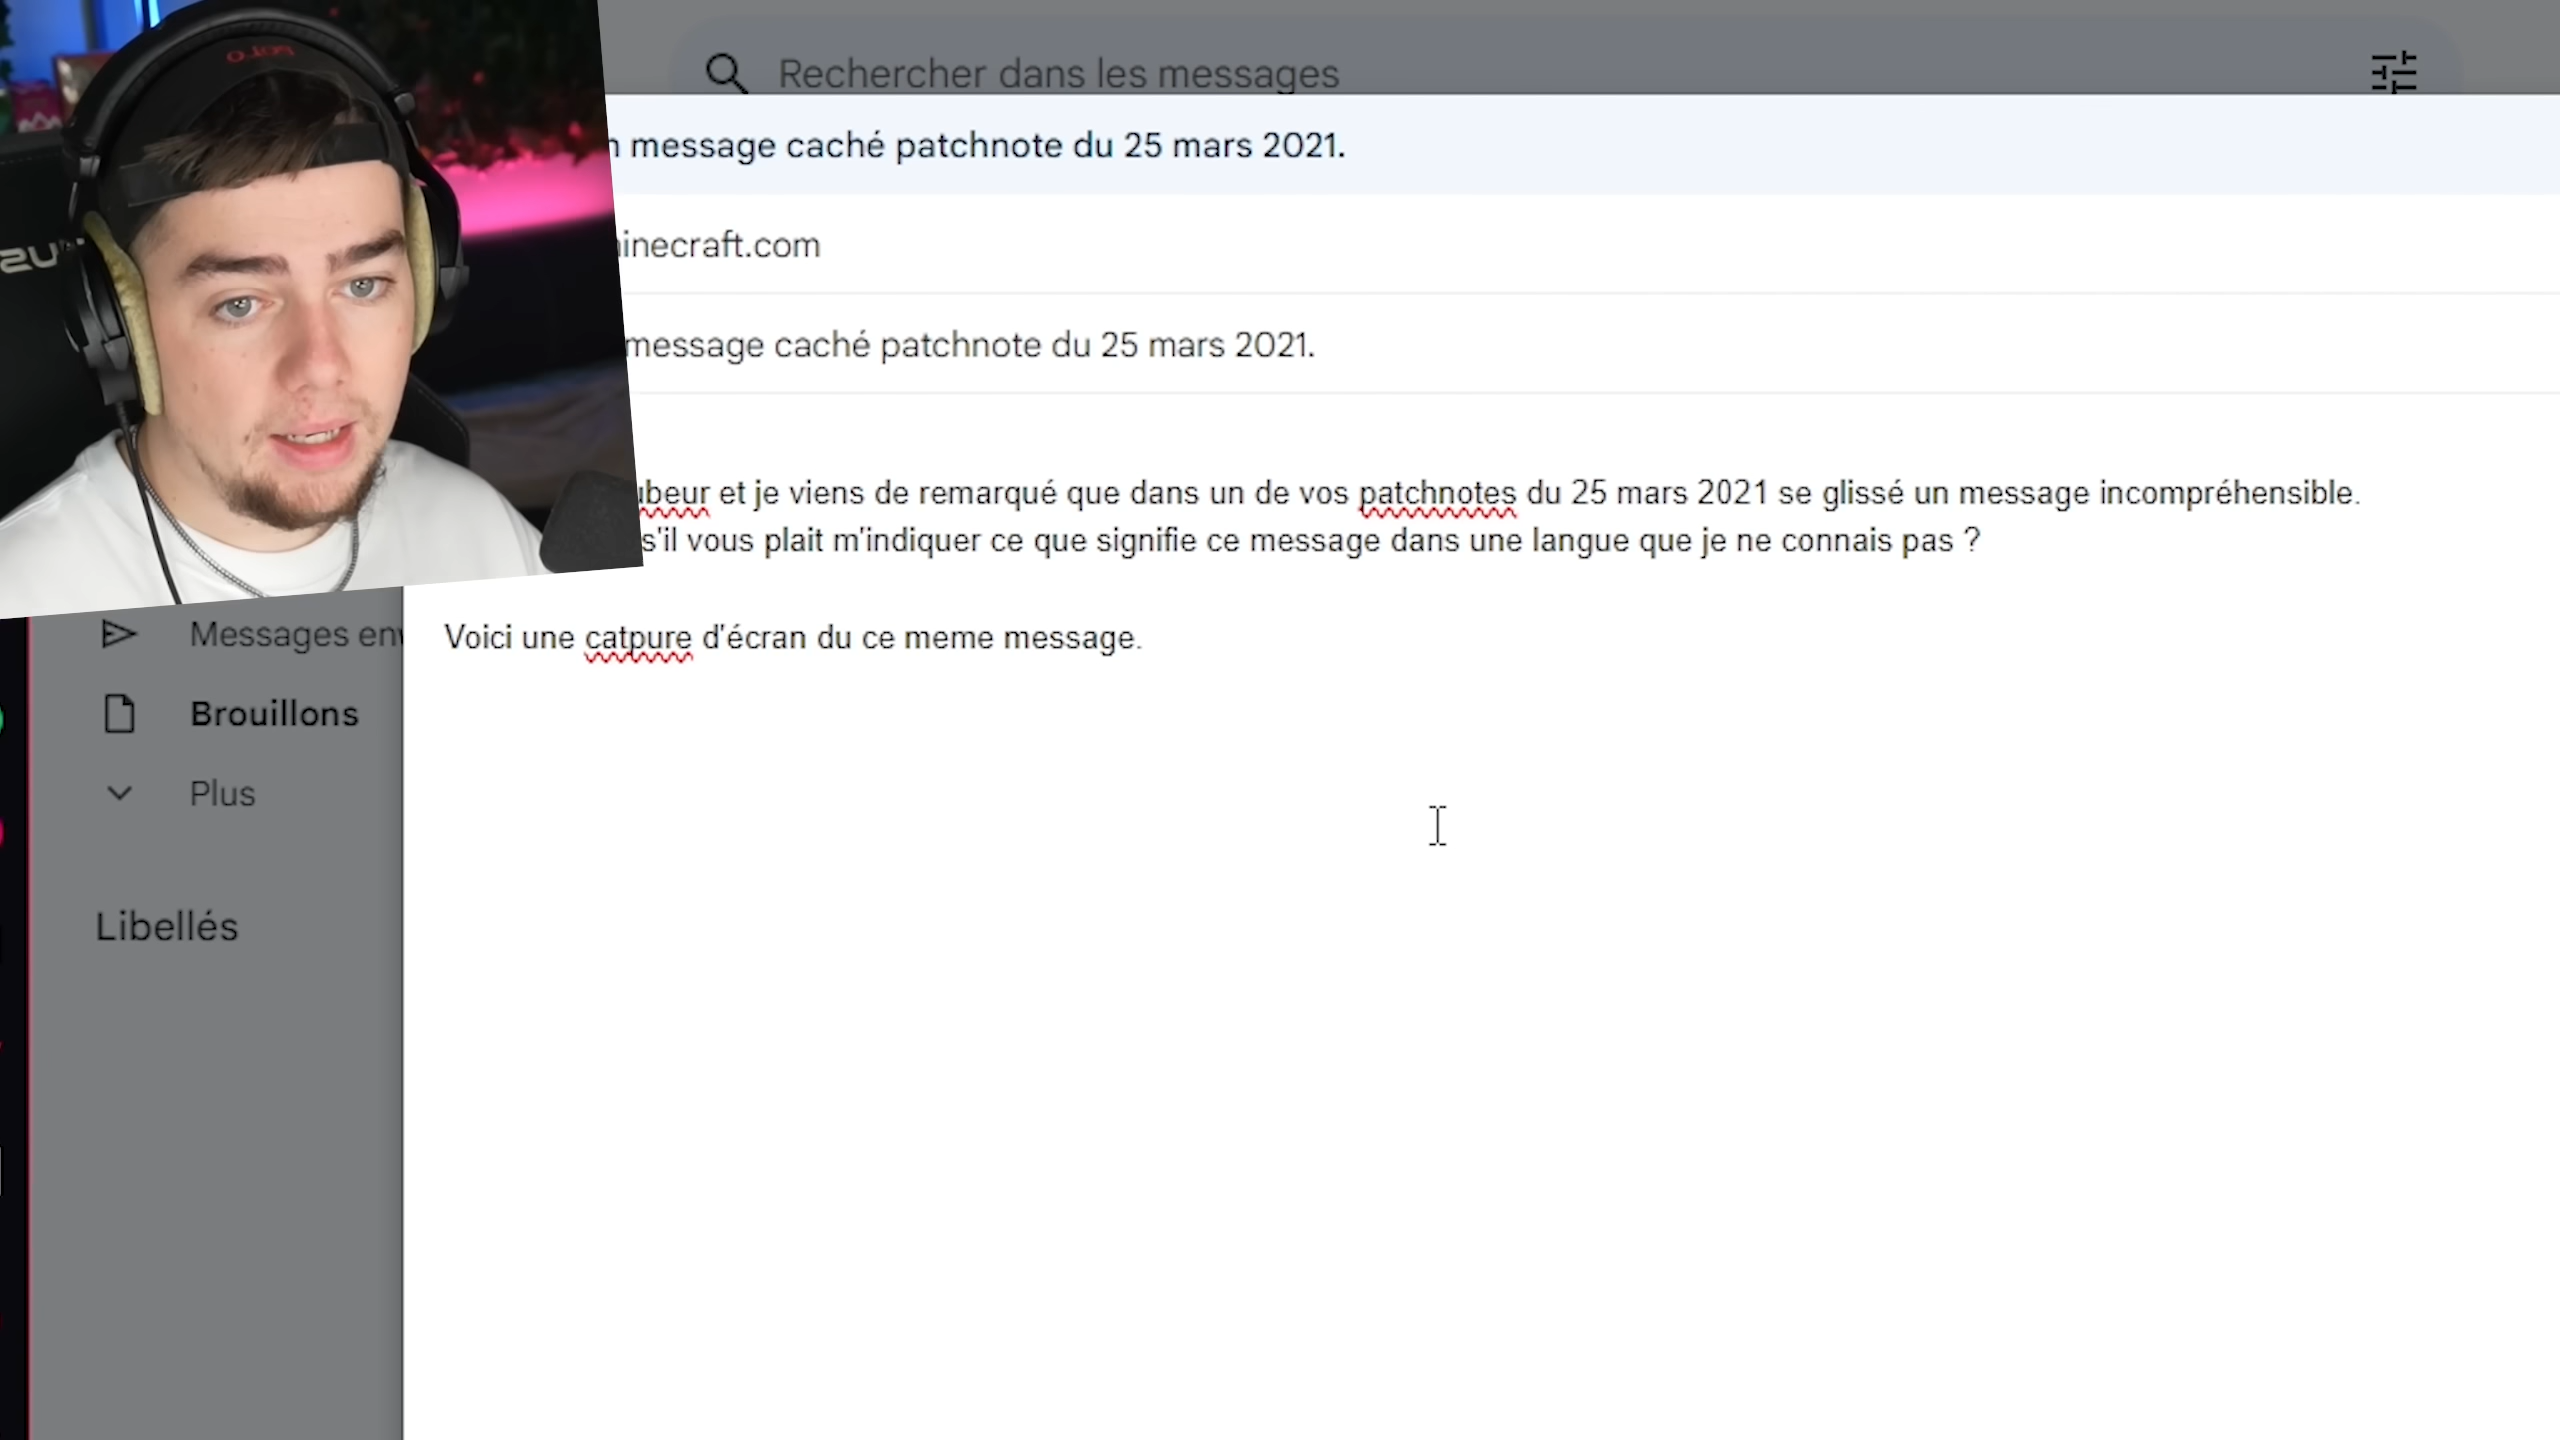 Rechercher dans les messages
message caché patchnote du 25 mars 2021.
inecraft.com
message caché patchnote du 25 mars 2021.
ubeur et je viens de remarqué que dans un de vos patchnotes du 25 mars 2021 se glissé un message incompréhensible.
s'il vous plait m'indiquer ce que signifie ce message dans une langue que je ne connais pas ?
Messages env
Voici une catpure d'écran du ce meme message.
Brouillons
Plus
Libellés